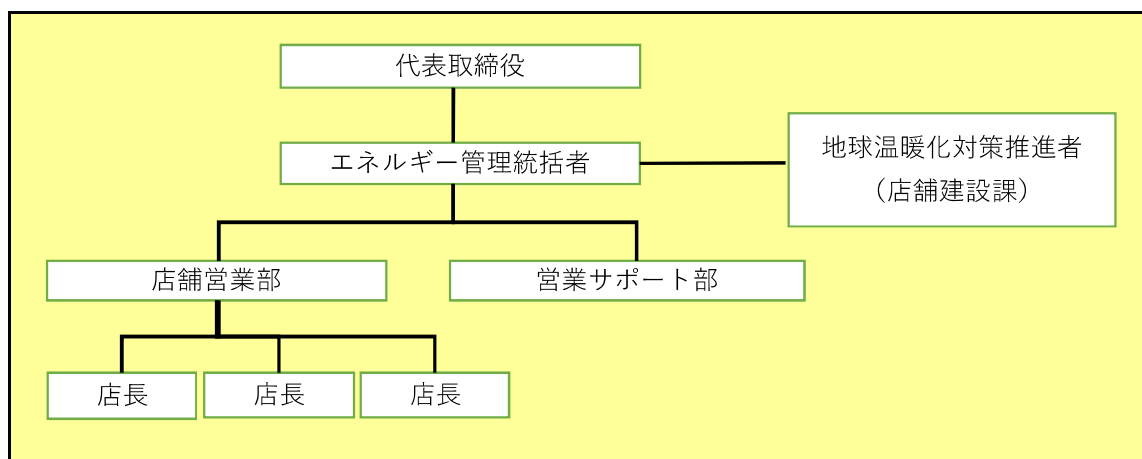 代表取締役
エネルギー管理統括者
地球温暖化対策推進者
（店舗建設課）
店舗営業部
営業サポート部
店長
店長
店長